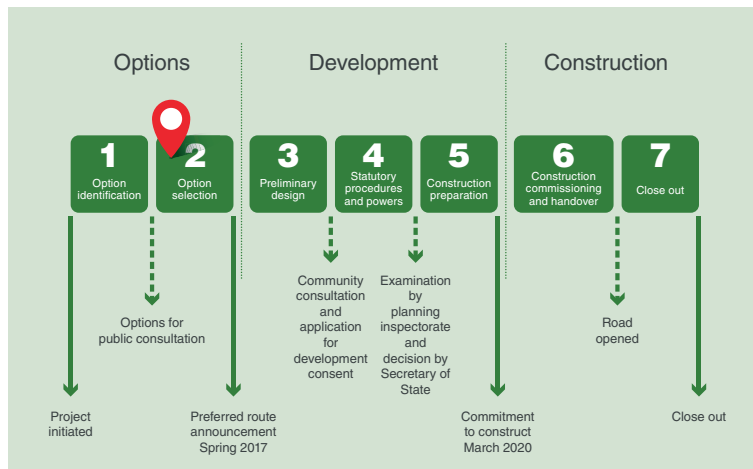 Options
Development
Construction
1
Option
identification
2
Option
selection
3
Preliminary
design
4
Statutory
procedures
and powers
5
Construction
preparation
6
Construction
commissioning
and handover
7
Close out
Project
initiated
Options for
public consultation
Preferred route
announcement
Spring 2017
Community
consultation
and
application
for
development
consent
Examination
by
planning
inspectorate
and
decision by
Secretary of
State
Commitment
to construct
March 2020
Road
opened
Close out